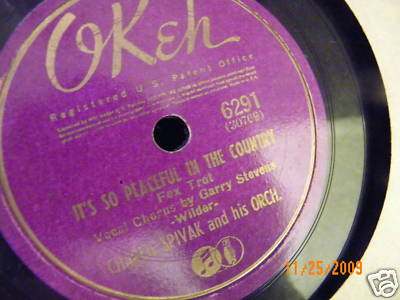 OKeh
Registered U.S. Patent Office
6291
(30769)
IT'S SO PEACEFUL IN THE COUNTRY
Fox Trot
Vocal Chorus by Garry Stevens
-Wilder-
CHARLIE SPIVAK and his ORCH.
11/25/2009